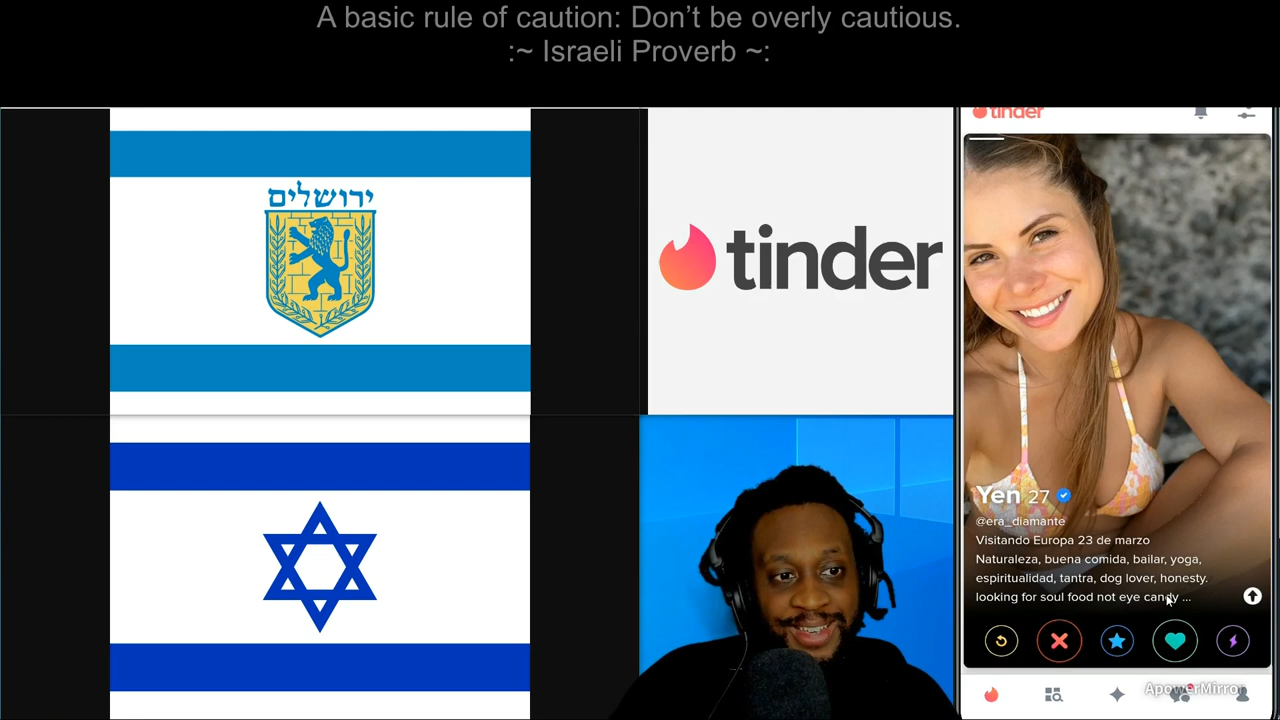 A basic rule of caution: Don’t be overly cautious.
:~ Israeli Proverb ~:
ירושלים
tinder
tinder
Yen 27
@era_diamante
Visitando Europa 23 de marzo
Naturaleza, buena comida, bailar, yoga,
espiritualidad, tantra, dog lover, honesty.
looking for soul food not eye candy ...
ApowerMirror